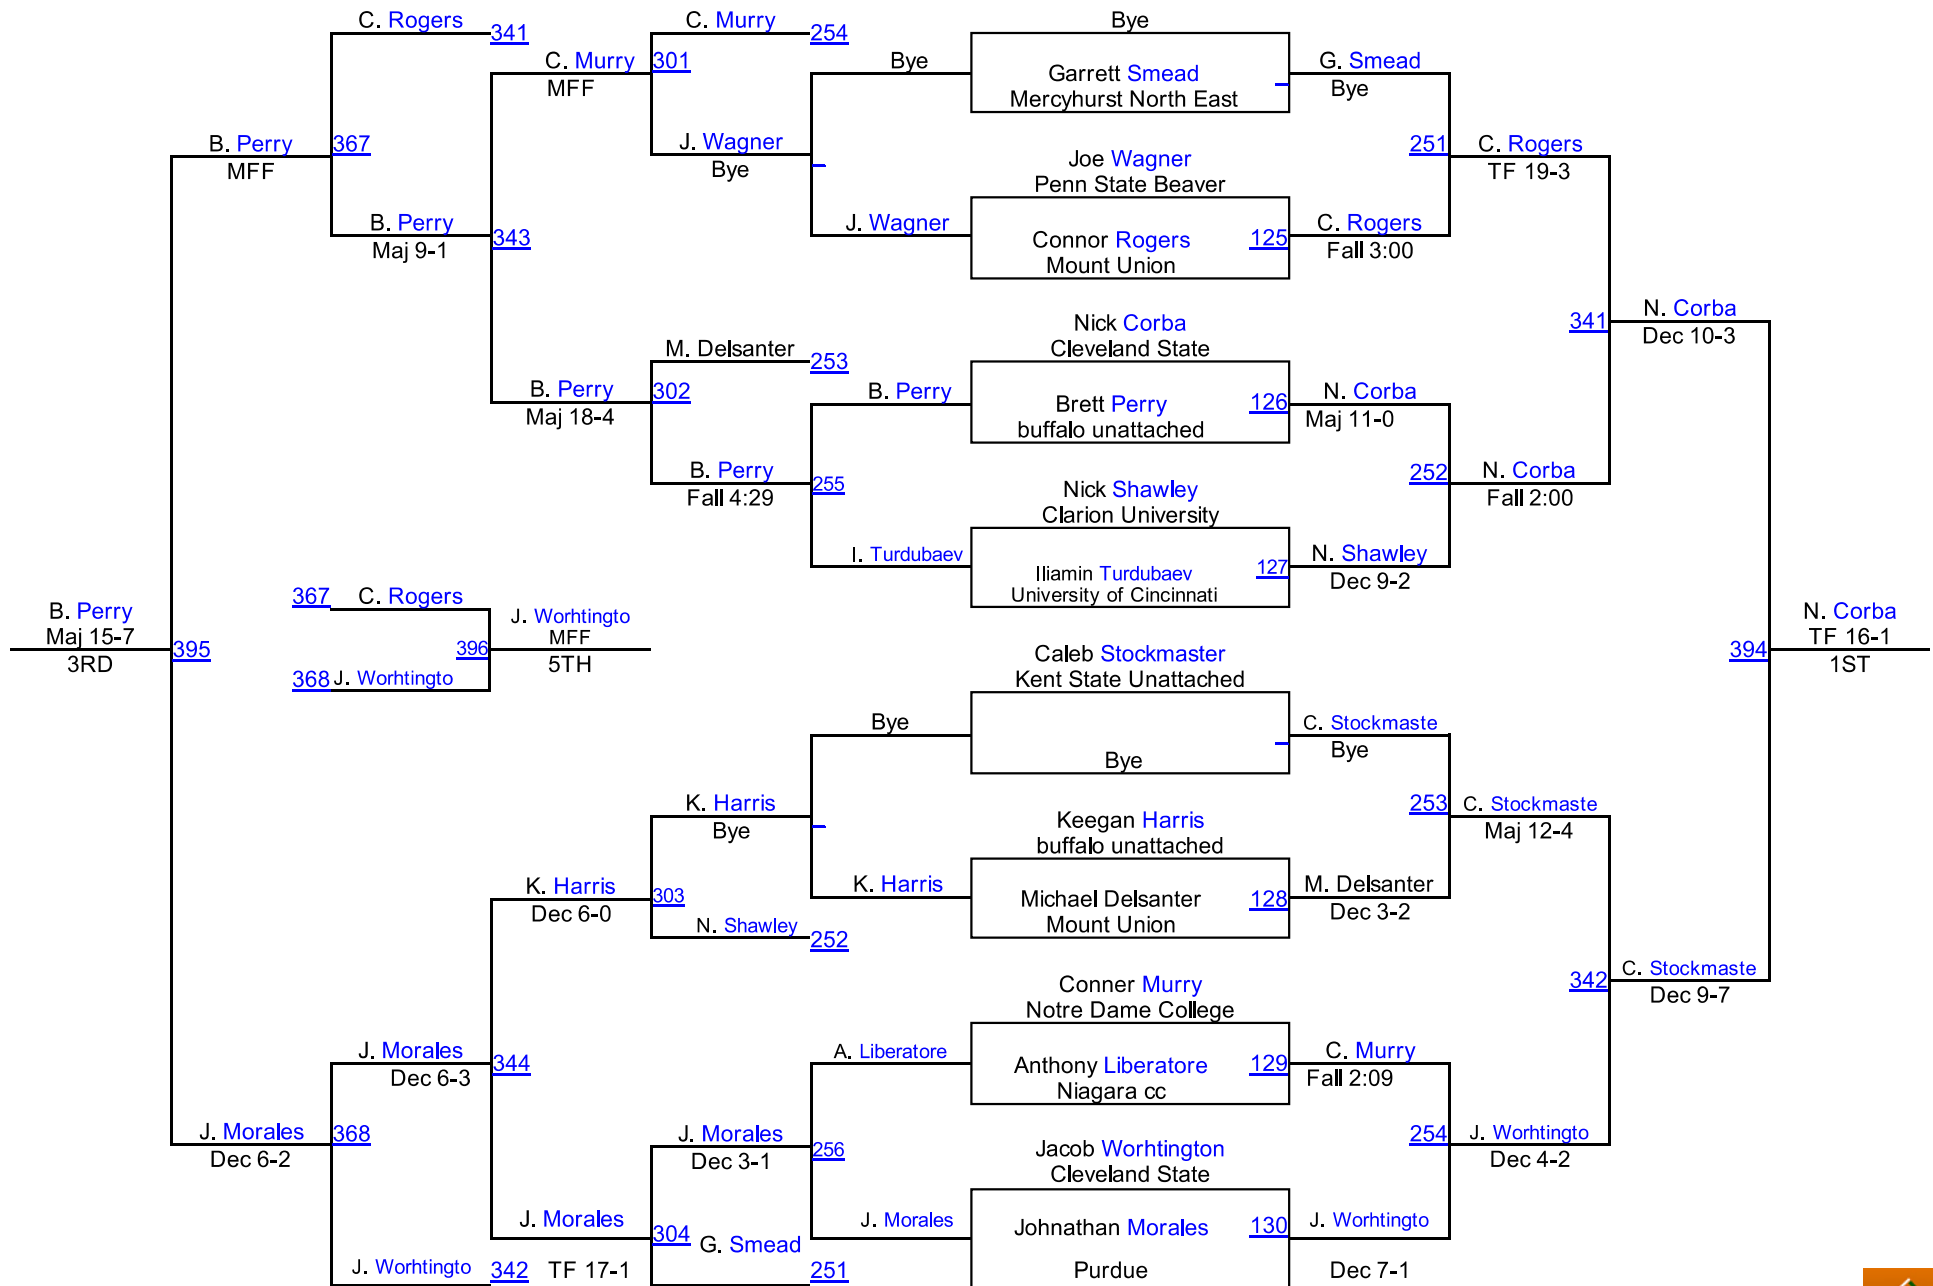 C. Rogers
341
C. Murry
254
Bye
C. Murry
301
MFF
Bye
Garrett Smead
Mercyhurst North East
G. Smead
Bye
B. Perry
367
MFF
J. Wagner
Bye
Joe Wagner
Penn State Beaver
251
C. Rogers
TF 19-3
B. Perry
343
Maj 9-1
J. Wagner
Connor Rogers
125
Mount Union
C. Rogers
Fall 3:00
Nick Corba
Cleveland State
341
N. Corba
Dec 10-3
M. Delsanter
253
B. Perry
302
Maj 18-4
B. Perry
Brett Perry
126
buffalo unattached
N. Corba
Maj 11-0
B. Perry
255
Fall 4:29
Nick Shawley
Clarion University
252
N. Corba
Fall 2:00
I. Turdubaev
Iliamin Turdubaev
127
University of Cincinnati
N. Shawley
Dec 9-2
367
C. Rogers
B. Perry
Maj 15-7
3RD
395
396
J. Worhtingto
MFF
5TH
368
J. Worhtingto
Caleb Stockmaster
Kent State Unattached
394
N. Corba
TF 16-1
1ST
Bye
Bye
C. Stockmaste
Bye
K. Harris
Bye
Keegan Harris
buffalo unattached
253
C. Stockmaste
Maj 12-4
K. Harris
303
Dec 6-0
K. Harris
Michael Delsanter
128
Mount Union
M. Delsanter
Dec 3-2
N. Shawley
252
Conner Murry
Notre Dame College
342
C. Stockmaste
Dec 9-7
J. Morales
344
Dec 6-3
A. Liberatore
Anthony Liberatore
129
Niagara cc
C. Murry
Fall 2:09
J. Morales
368
Dec 6-2
J. Morales
256
Dec 3-1
Jacob Worhtington
Cleveland State
254
J. Worhtingto
Dec 4-2
J. Morales
304
TF 17-1
J. Morales
Johnathan Morales
130
Purdue
J. Worhtingto
Dec 7-1
J. Worhtingto
342
G. Smead
251